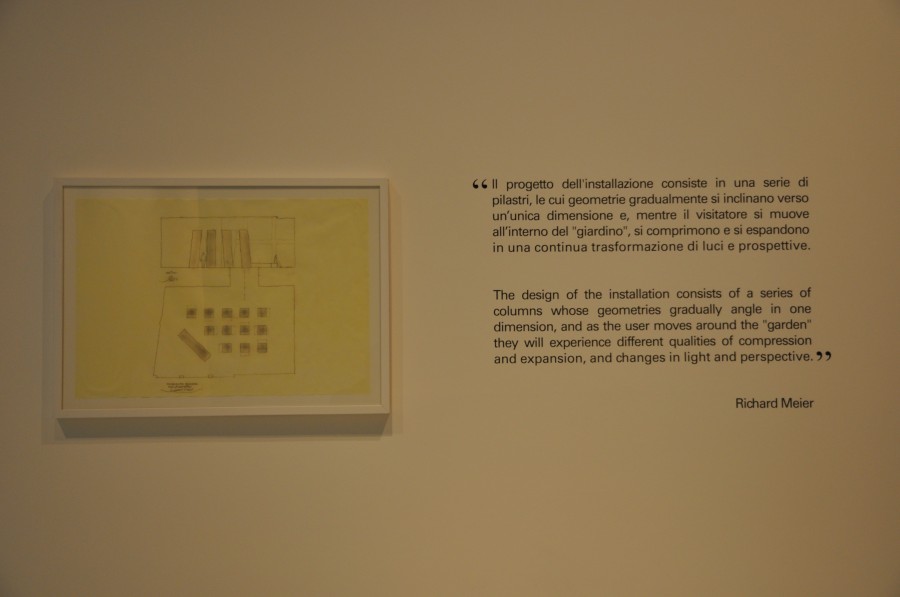 “ Il progetto dell'installazione consiste in una serie di
pilastri, le cui geometrie gradualmente si inclinano verso
un'unica dimensione e, mentre il visitatore si muove
all'interno del "giardino", si comprimono e si espandono
in una continua trasformazione di luci e prospettive.
The design of the installation consists of a series of
columns whose geometries gradually angle in one
dimension, and as the user moves around the "garden"
they will experience different qualities of compression
and expansion, and changes in light and perspective. ”
Richard Meier